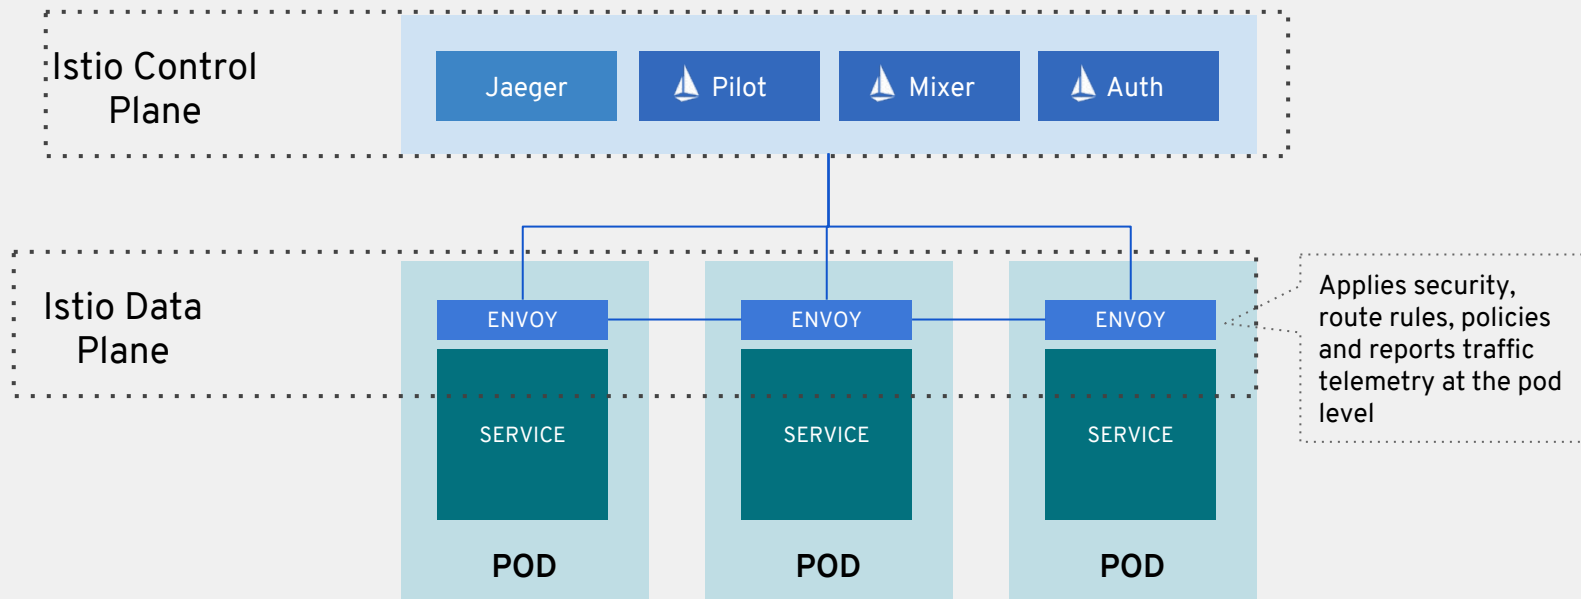 Istio Control
Plane
Jaeger
Pilot
Mixer
Auth
Istio Data
Plane
ENVOY
ENVOY
ENVOY
Applies security,
route rules, policies
and reports traffic
telemetry at the pod
level
SERVICE
SERVICE
SERVICE
POD
POD
POD